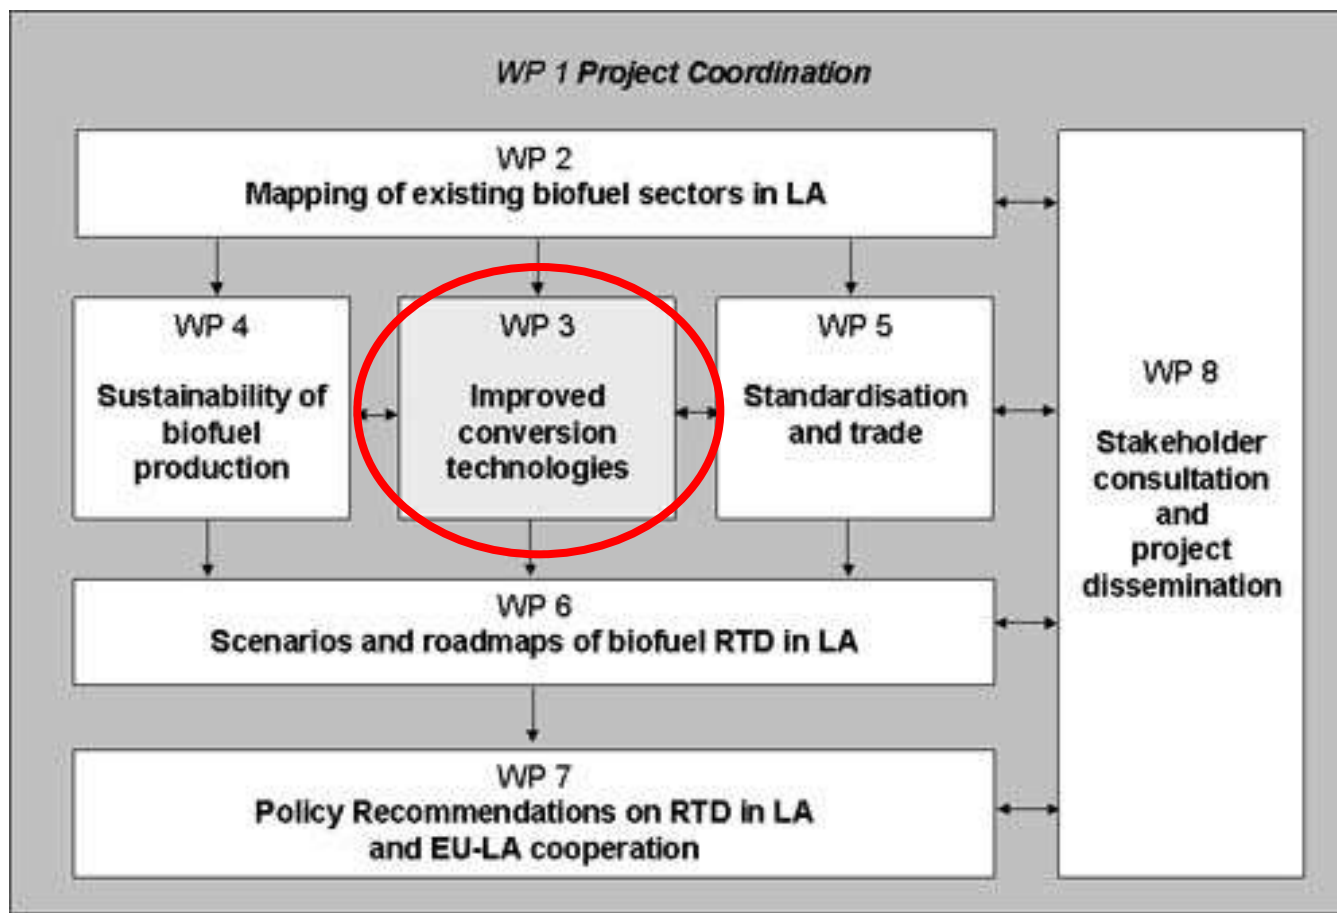 WP 1 Project Coordination
WP 2
Mapping of existing biofuel sectors in LA
WP 4
Sustainability of
biofuel
production
WP 3
Improved
conversion
technologies
WP 5
Standardisation
and trade
WP 8
Stakeholder
consultation
and
project
dissemination
WP 6
Scenarios and roadmaps of biofuel RTD in LA
WP 7
Policy Recommendations on RTD in LA
and EU-LA cooperation